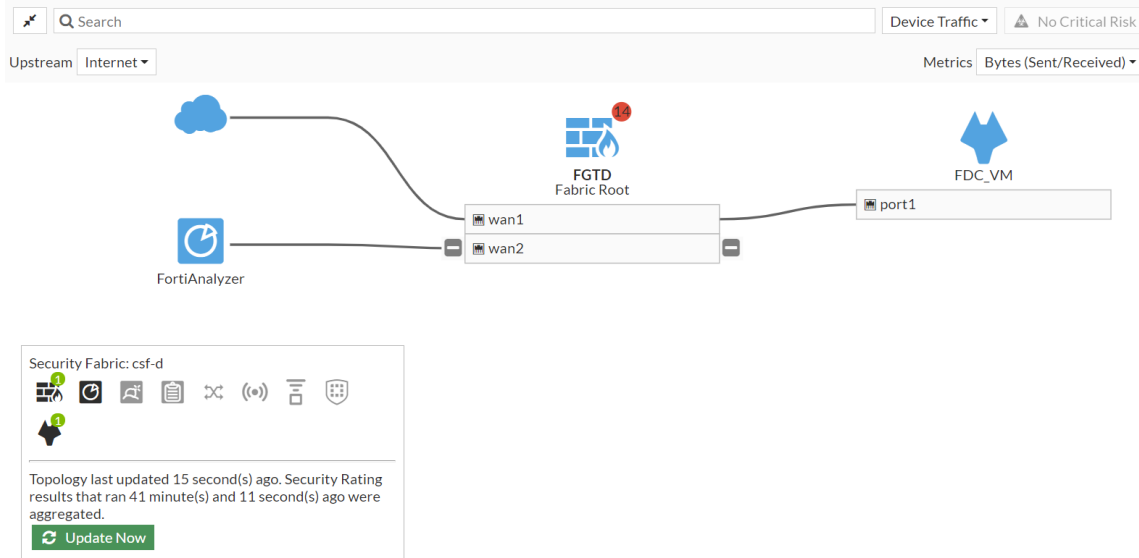 Search
Device Traffic
No Critical Risk
Upstream
Internet
Metrics
Bytes (Sent/Received)
14
FGTD
Fabric Root
FDC_VM
wan1
port1
wan2
FortiAnalyzer
Security Fabric: csf-d
1
1
Topology last updated 15 second(s) ago. Security Rating
results that ran 41 minute(s) and 11 second(s) ago were
aggregated.
Update Now